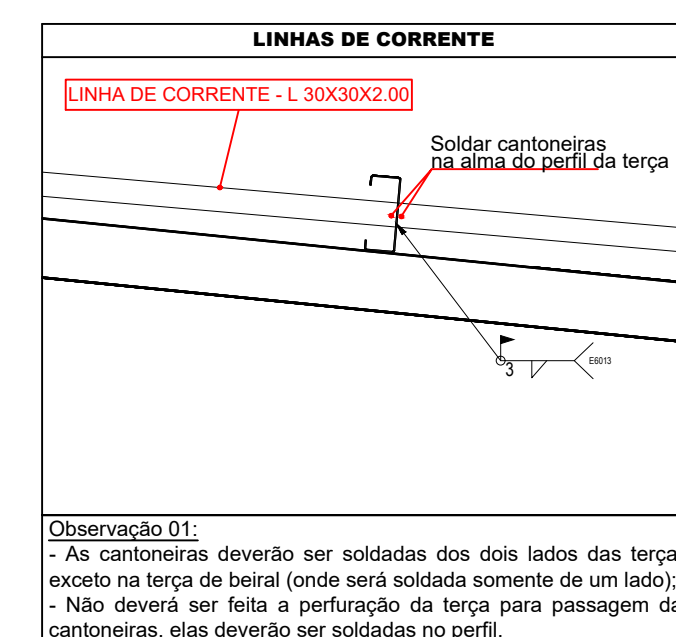 LINHAS DE CORRENTE
LINHA DE CORRENTE - L 30X30X2.00
Soldar cantoneiras
na alma do perfil da terça
3
E6013
Observação 01:
- As cantoneiras deverão ser soldadas dos dois lados das terça
exceto na terça de beiral (onde será soldada somente de um lado);
- Não deverá ser feita a perfuração da terça para passagem da
cantoneiras, elas deverão ser soldadas no perfil.